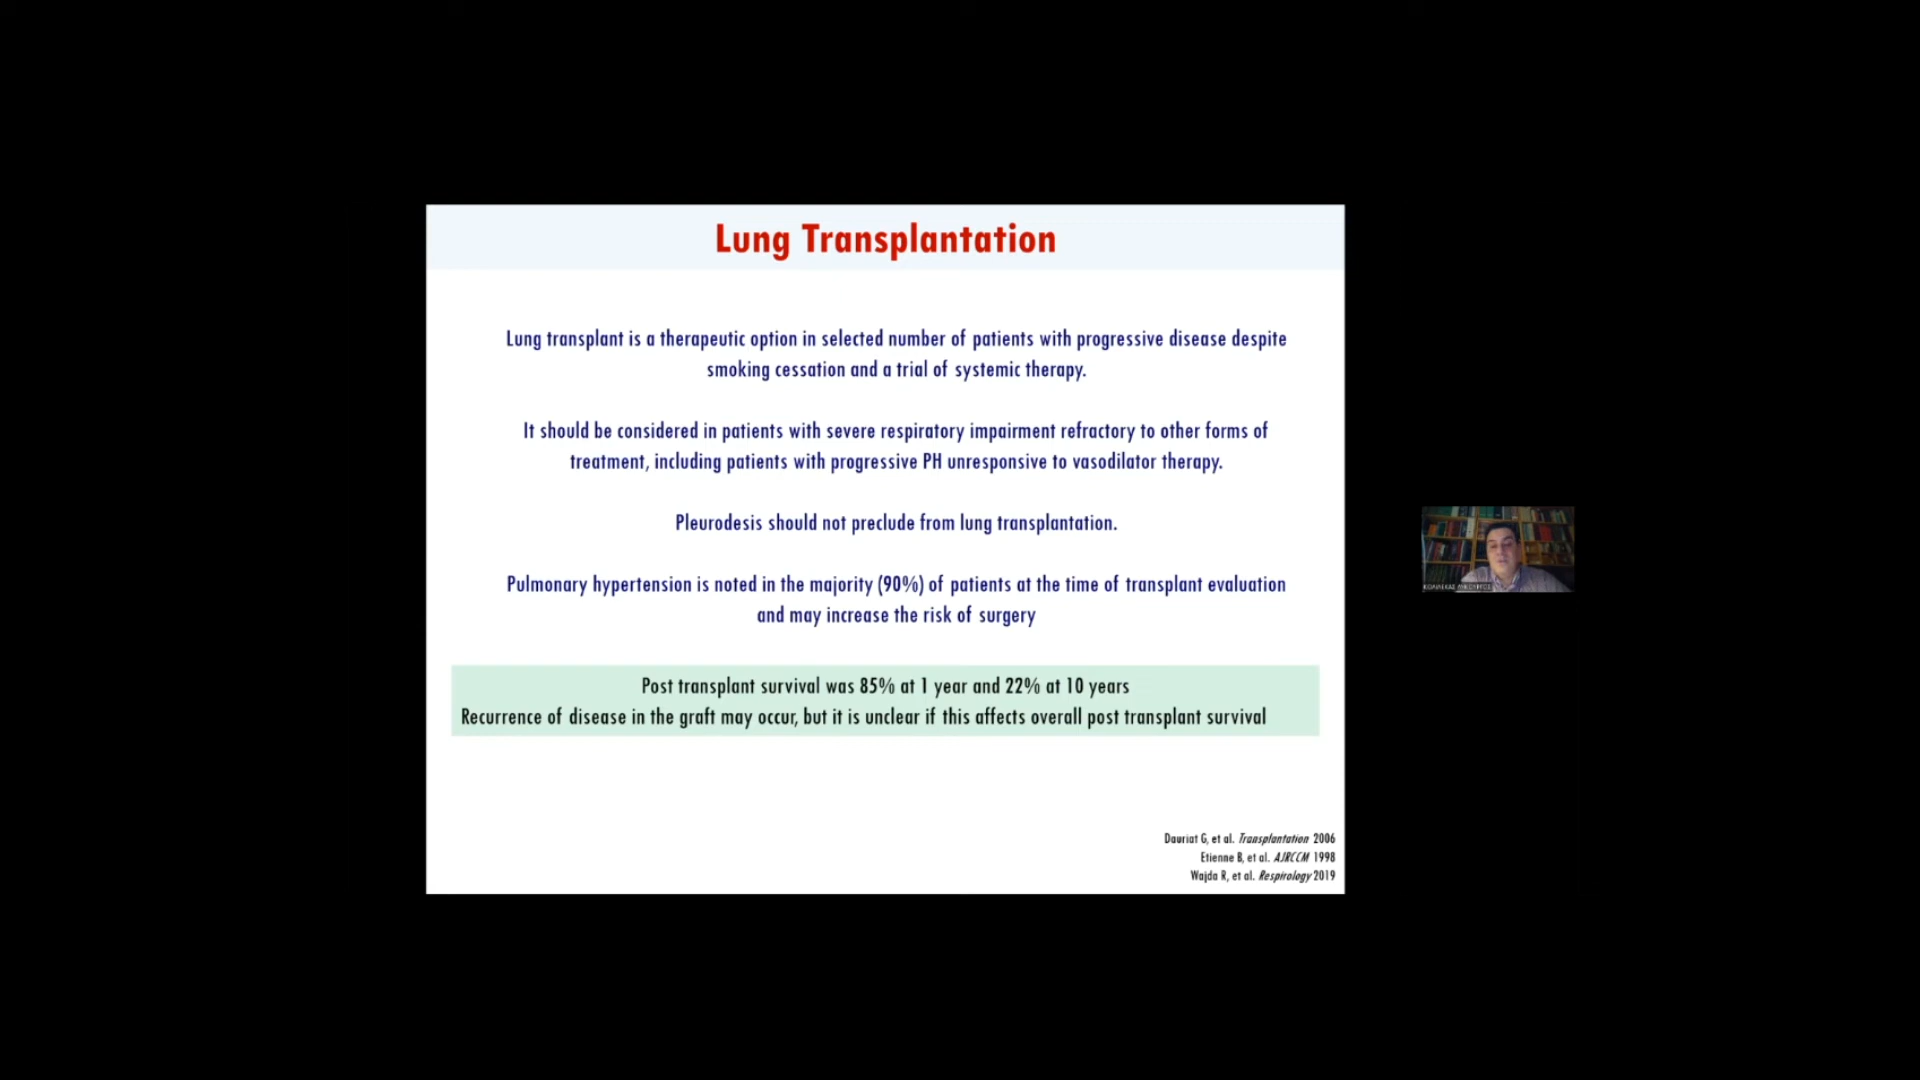 Lung Transplantation
Lung transplant is a therapeutic option in selected number of patients with progressive disease despite
smoking cessation and a trial of systemic therapy.
It should be considered in patients with severe respiratory impairment refractory to other forms of
treatment, including patients with progressive PH unresponsive to vasodilator therapy.
Pleurodesis should not preclude from lung transplantation.
Pulmonary hypertension is noted in the majority (90%) of patients at the time of transplant evaluation
and may increase the risk of surgery
Post transplant survival was 85% at 1 year and 22% at 10 years
Recurrence of disease in the graft may occur, but it is unclear if this affects overall post transplant survival
Dauriat G, et al. Transplantation 2006
Etienne B, et al. AJRCCM 1998
Wajda R, et al. Respirology 2019